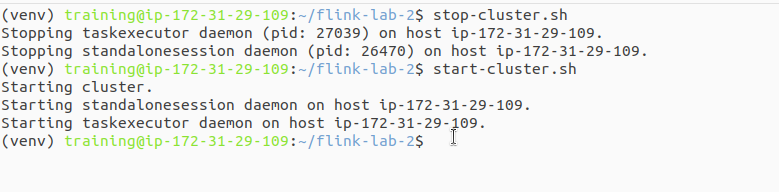 (venv) training@ip-172-31-29-109:~/flink-lab-2$ stop-cluster.sh
Stopping taskexecutor daemon (pid: 27039) on host ip-172-31-29-109.
Stopping standalonesession daemon (pid: 26470) on host ip-172-31-29-109.
(venv) training@ip-172-31-29-109:~/flink-lab-2$ start-cluster.sh
Starting cluster.
Starting standalonesession daemon on host ip-172-31-29-109.
Starting taskexecutor daemon on host ip-172-31-29-109.
(venv) training@ip-172-31-29-109:~/flink-lab-2$